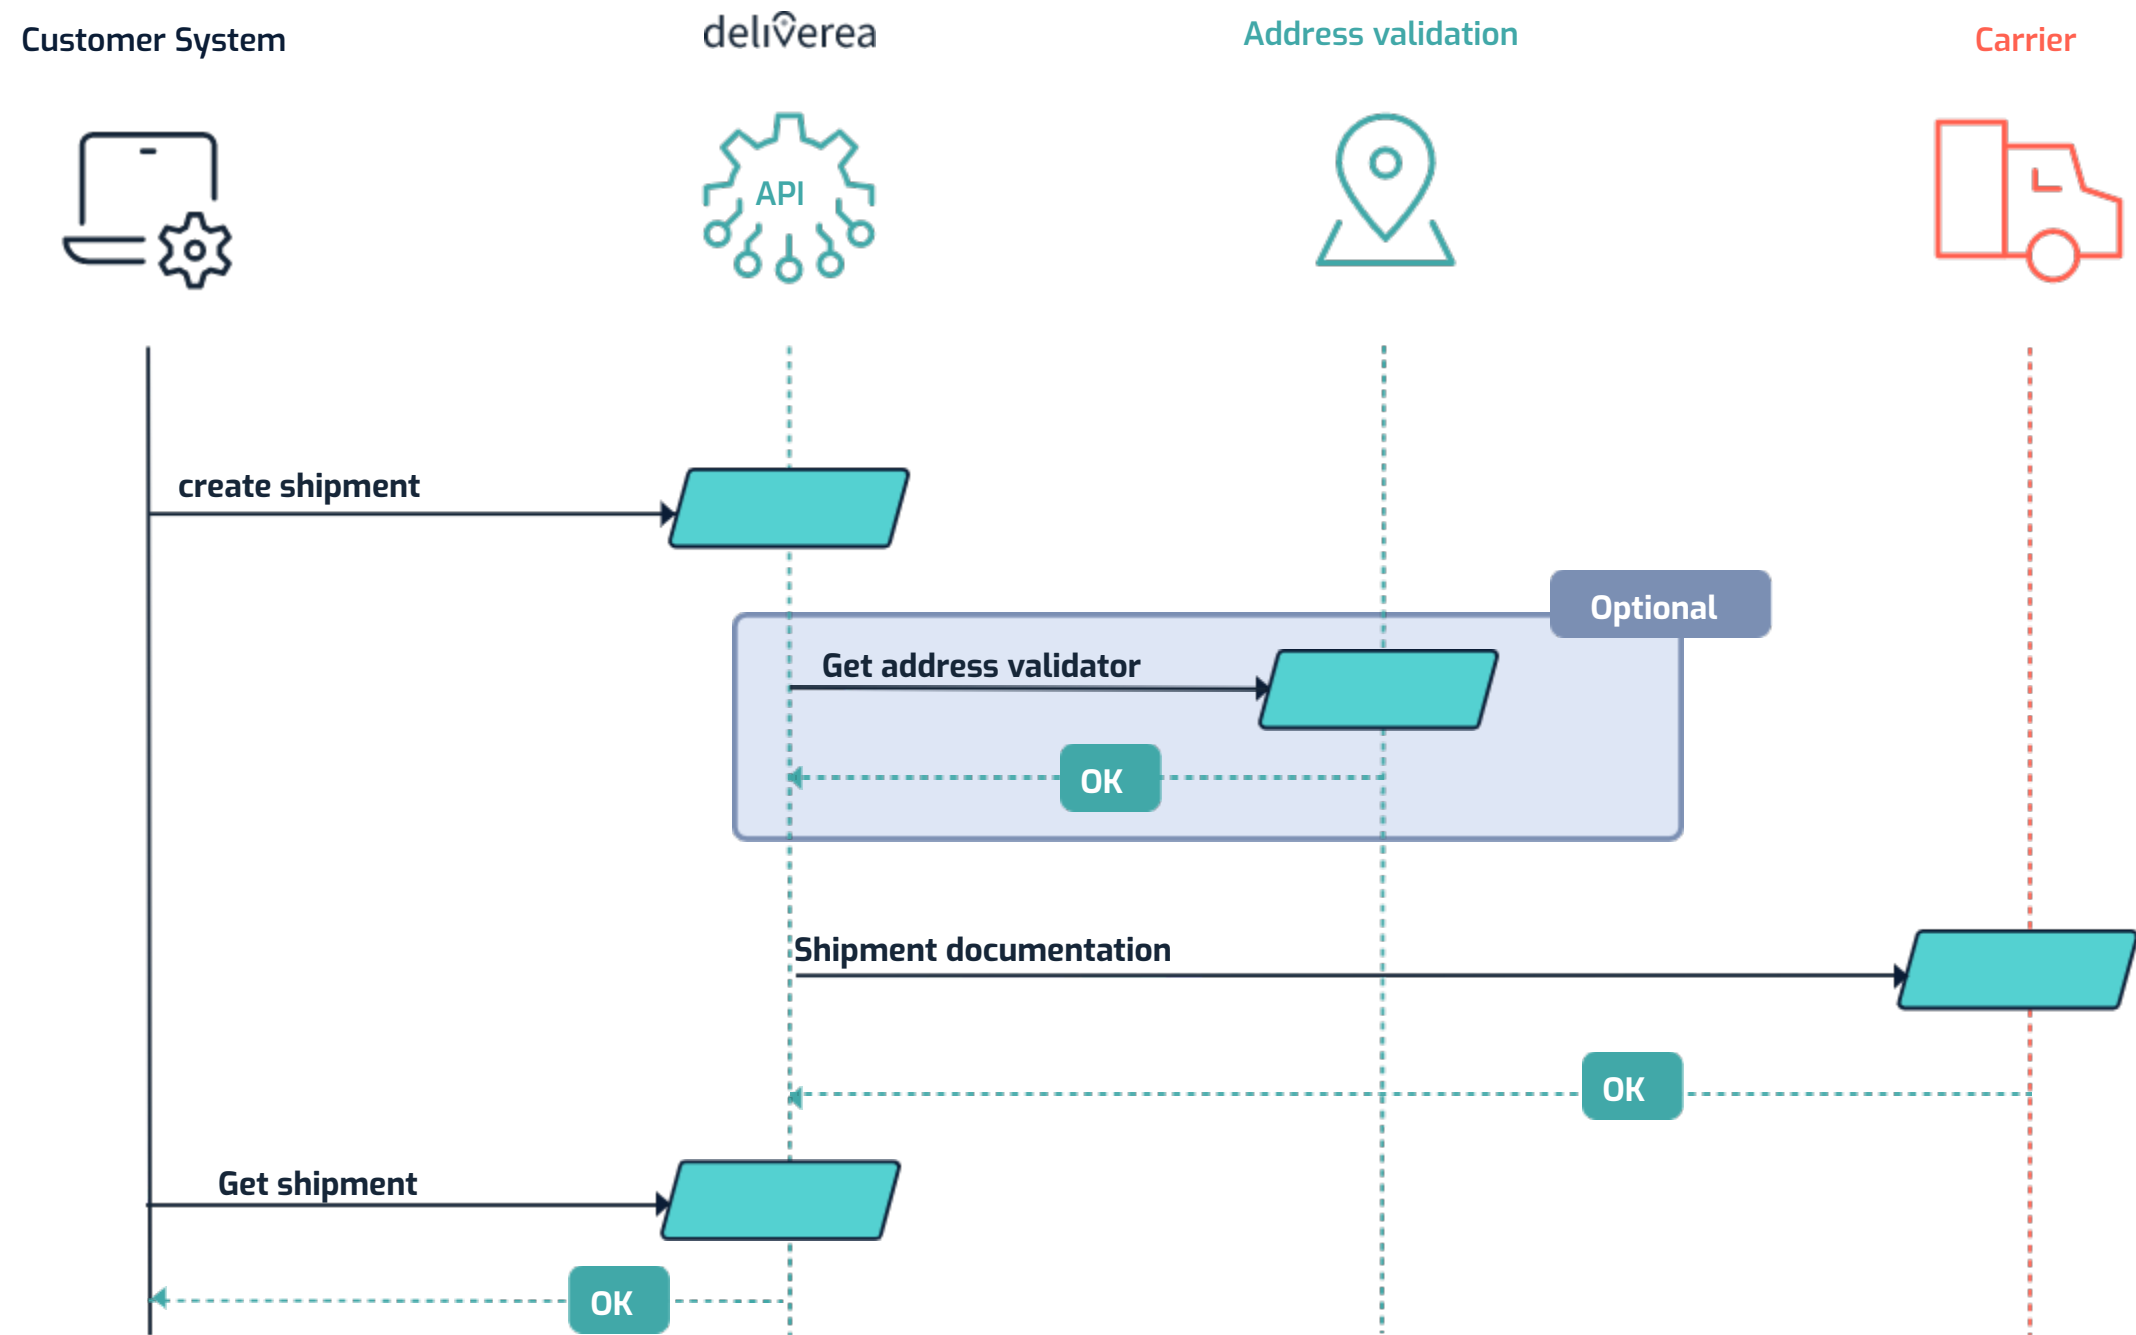 Customer System
deliverea
Address validation
Carrier
API
create shipment
Optional
Get address validator
OK
Shipment documentation
OK
Get shipment
OK